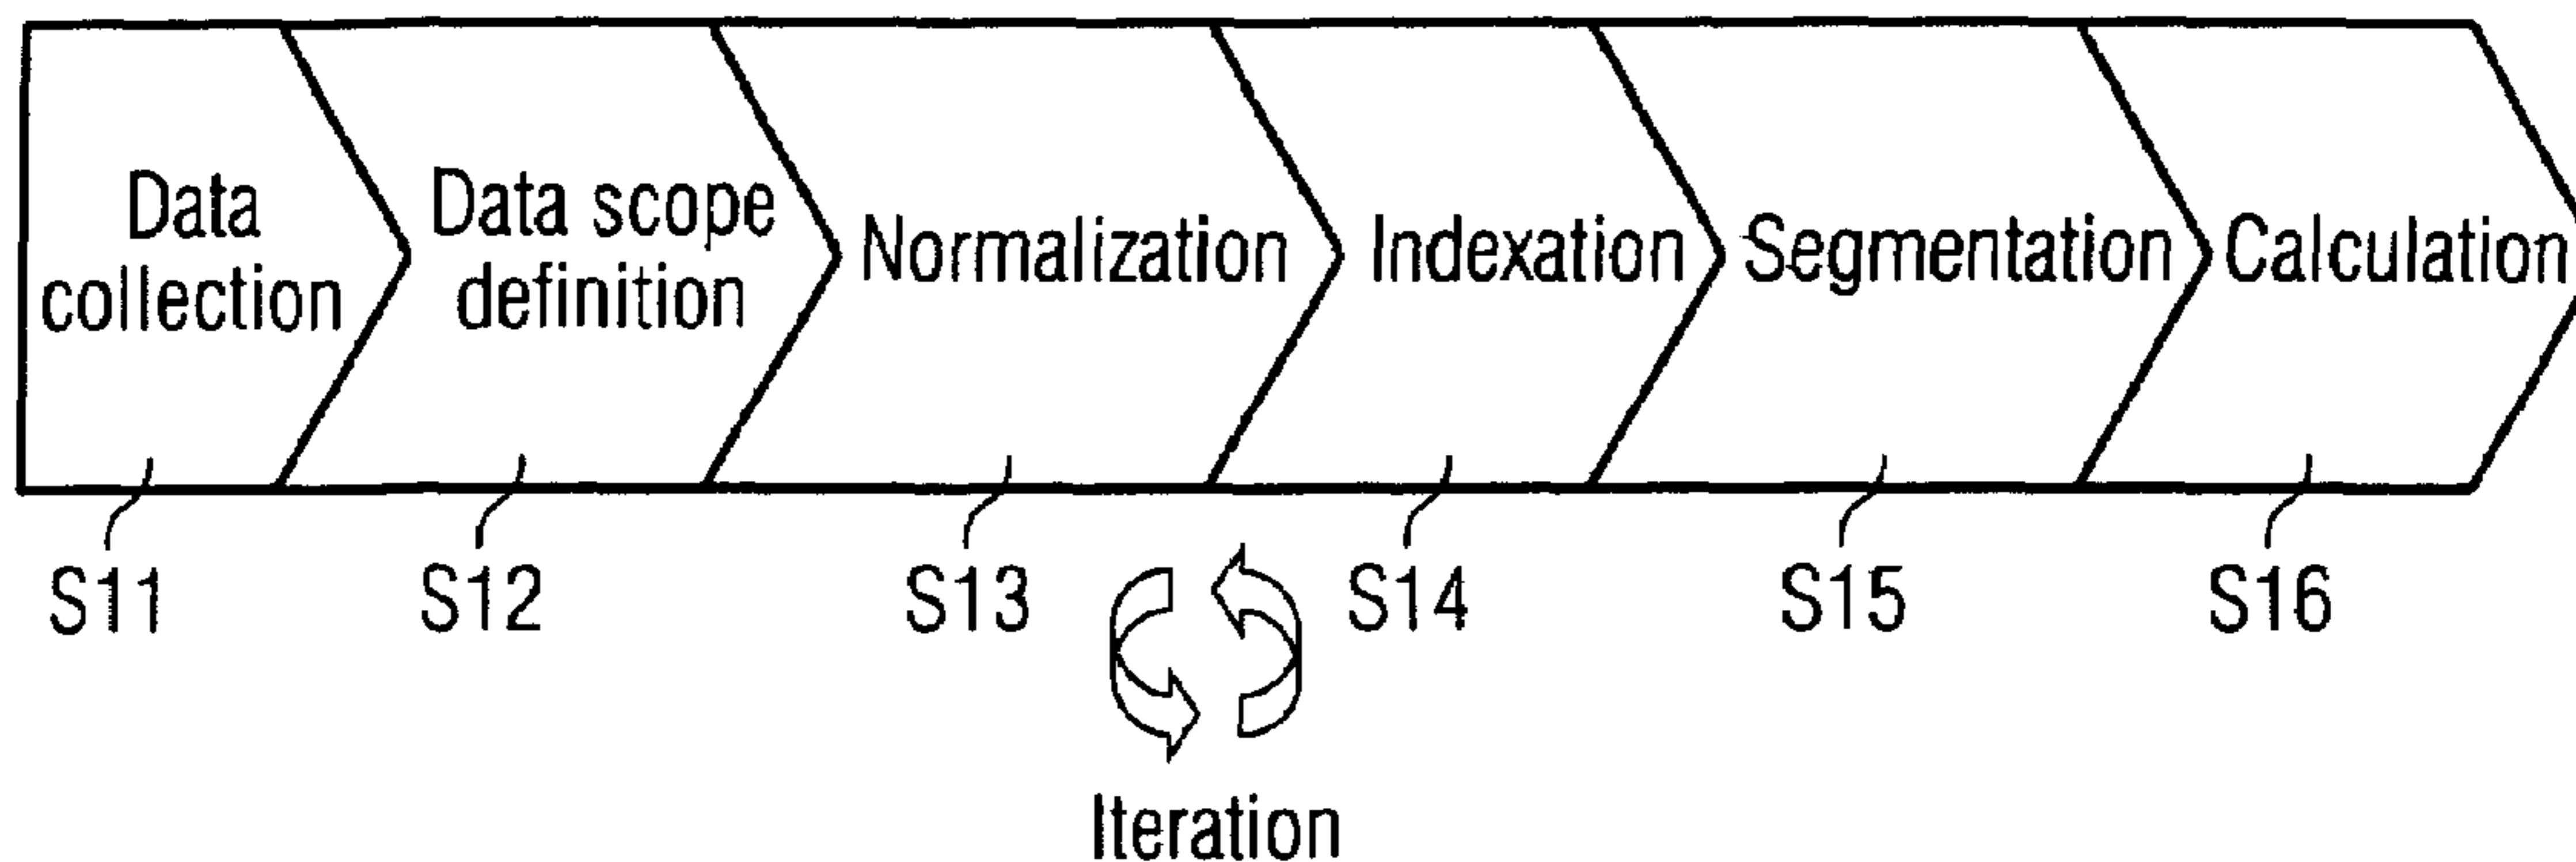 Data
collection
Data scope
definition
Normalization
Indexation
Segmentation
Calculation
S11
S12
S13
S14
S15
S16
Iteration